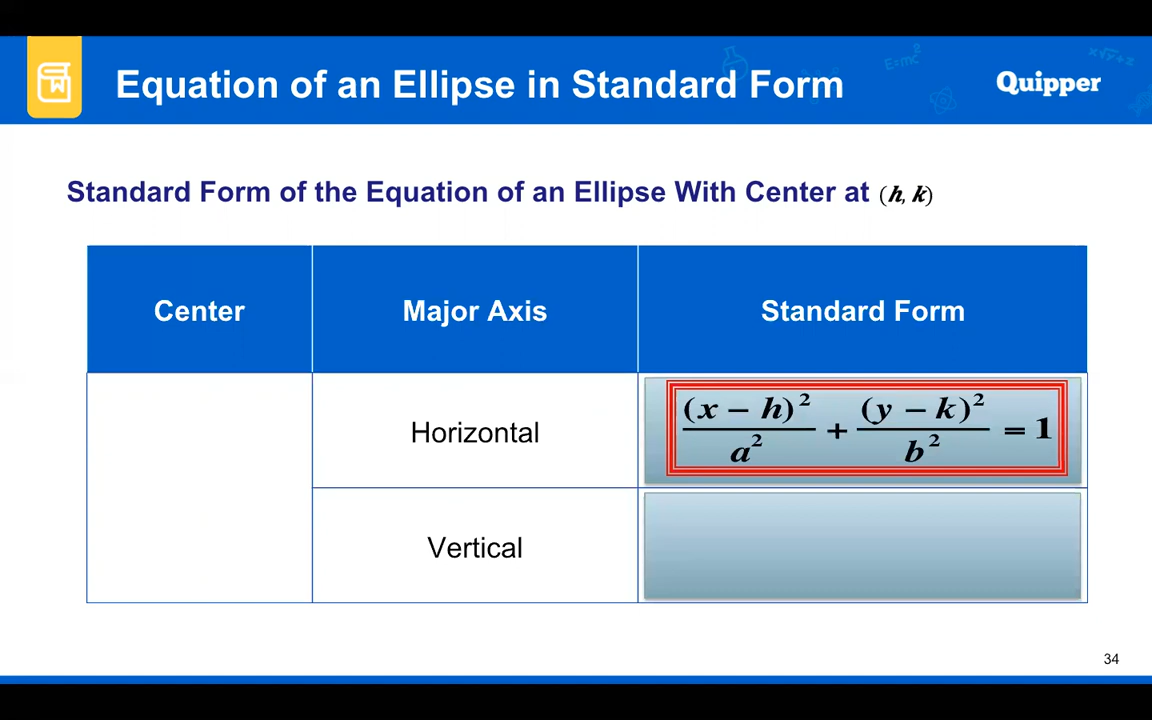 Equation of an Ellipse in Standard Form
Quipper
E=mc²
Standard Form of the Equation of an Ellipse With Center at (h, k)
Center Major Axis Standard Form
Horizontal (x − h)²/a² + (y − k)²/b² = 1
Vertical
34